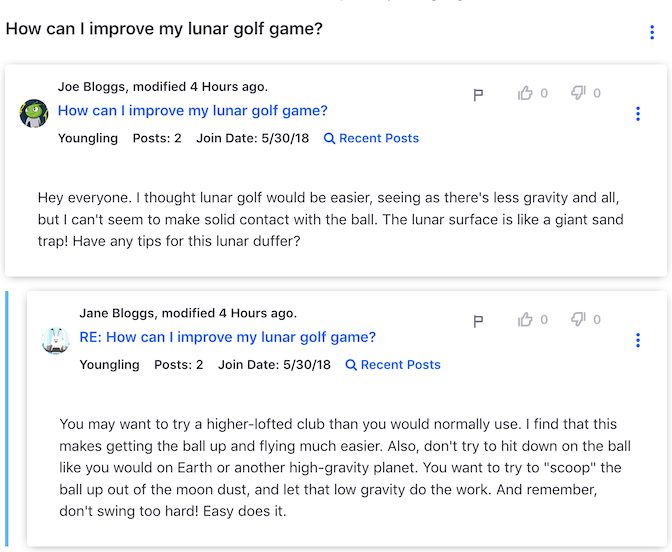 How can I improve my lunar golf game?
Joe Bloggs, modified 4 Hours ago.
0 0
How can I improve my lunar golf game?
Youngling Posts: 2 Join Date: 5/30/18 Recent Posts
Hey everyone. I thought lunar golf would be easier, seeing as there's less gravity and all,
but I can't seem to make solid contact with the ball. The lunar surface is like a giant sand
trap! Have any tips for this lunar duffer?
Jane Bloggs, modified 4 Hours ago.
0 0
RE: How can I improve my lunar golf game?
Youngling Posts: 2 Join Date: 5/30/18 Recent Posts
You may want to try a higher-lofted club than you would normally use. I find that this
makes getting the ball up and flying much easier. Also, don't try to hit down on the ball
like you would on Earth or another high-gravity planet. You want to try to "scoop" the
ball up out of the moon dust, and let that low gravity do the work. And remember,
don't swing too hard! Easy does it.